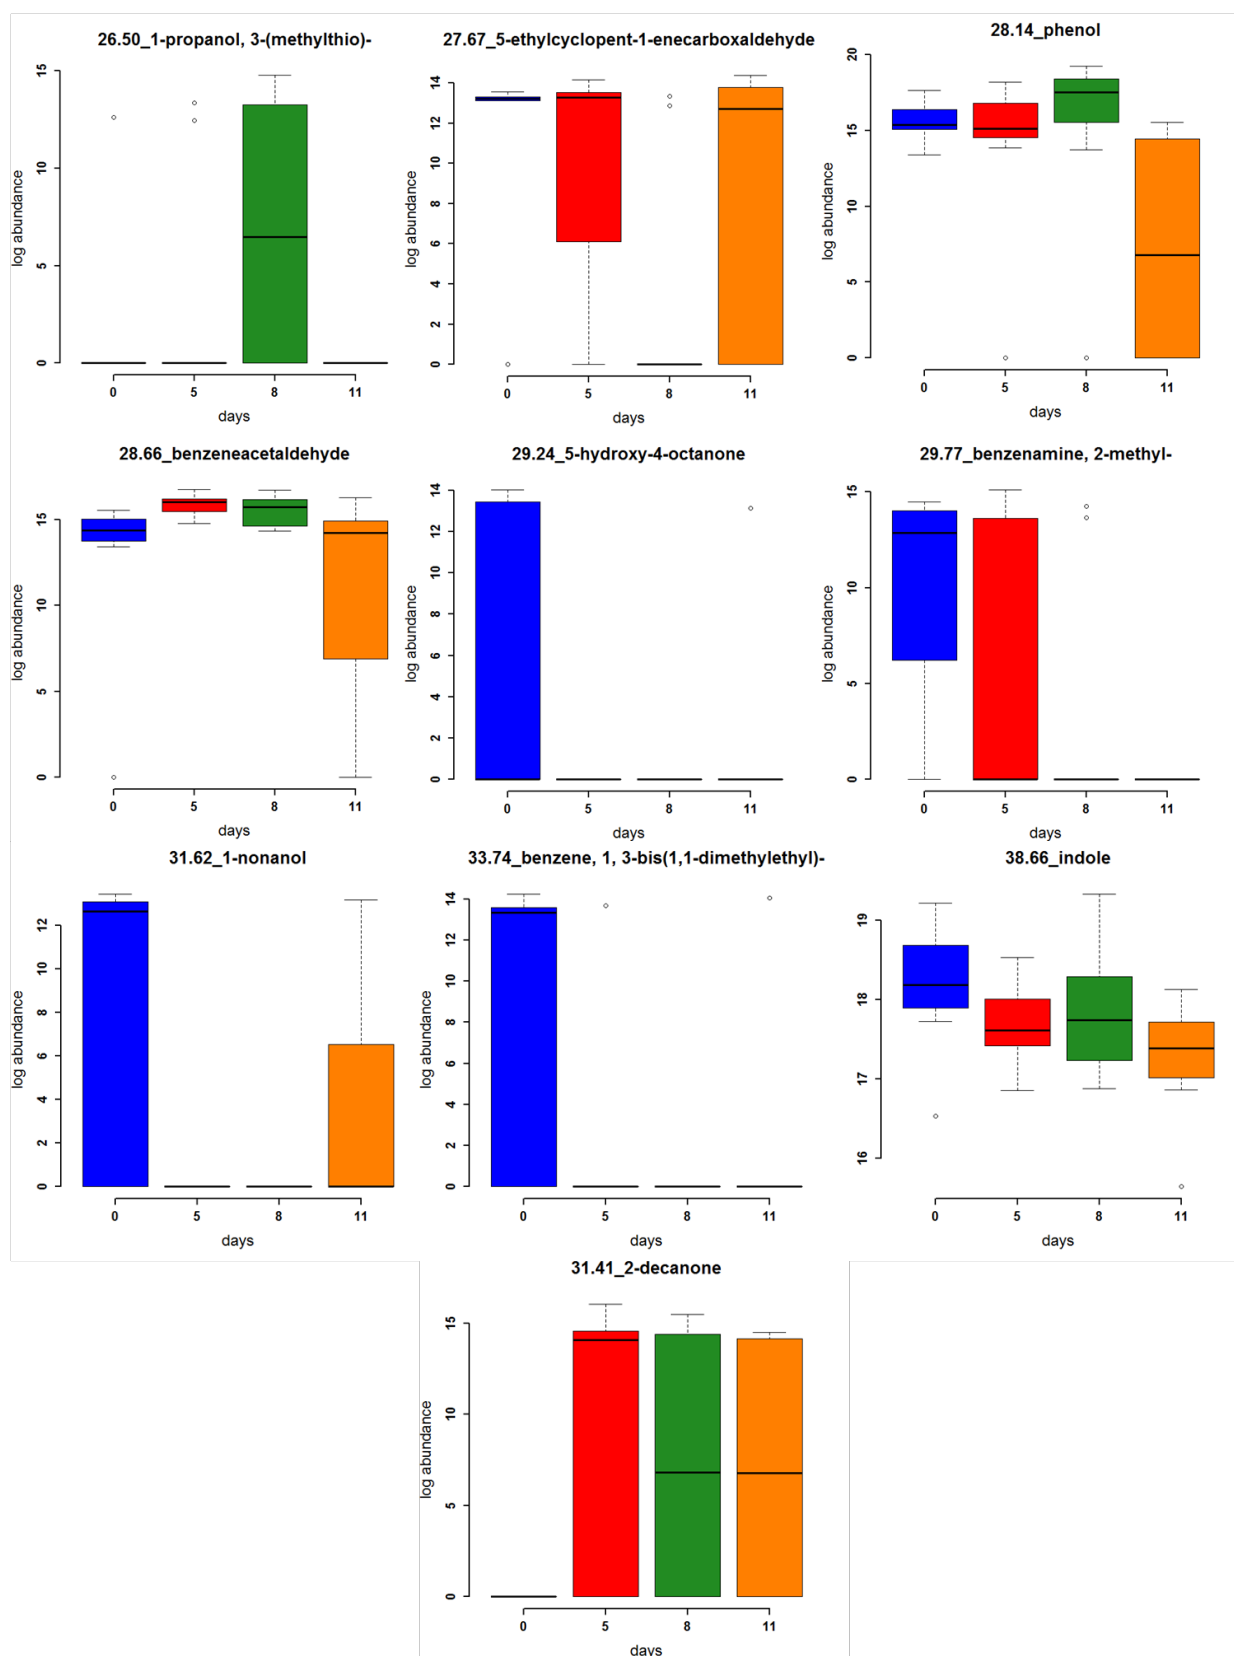 26.50_1-propanol, 3-(methylthio)-
log abundance
15
10
5
0
0 5 8 11
days
27.67_5-ethylcyclopent-1-enecarboxaldehyde
log abundance
14
12
10
8
6
4
2
0
0 5 8 11
days
28.14_phenol
log abundance
20
15
10
5
0
0 5 8 11
days
28.66_benzeneacetaldehyde
log abundance
15
10
5
0
0 5 8 11
days
29.24_5-hydroxy-4-octanone
log abundance
14
12
10
8
6
4
2
0
0 5 8 11
days
29.77_benzenamine, 2-methyl-
log abundance
15
10
5
0
0 5 8 11
days
31.62_1-nonanol
log abundance
12
10
8
6
4
2
0
0 5 8 11
days
33.74_benzene, 1, 3-bis(1,1-dimethylethyl)-
log abundance
14
12
10
8
6
4
2
0
0 5 8 11
days
38.66_indole
log abundance
19
18
17
16
0 5 8 11
days
31.41_2-decanone
log abundance
15
10
5
0
0 5 8 11
days